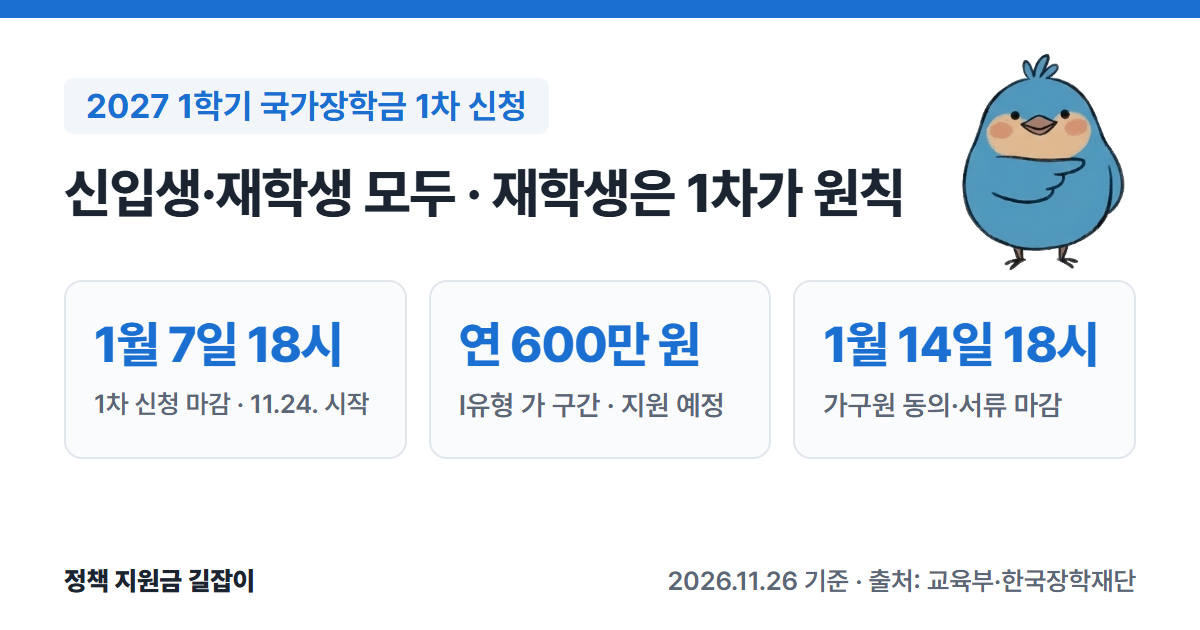 2027 1학기 국가장학금 1차 신청
신입생·재학생 모두 · 재학생은 1차가 원칙
1월 7일 18시
1차 신청 마감 · 11.24. 시작
연 600만 원
I유형 가 구간 · 지원 예정
1월 14일 18시
가구원 동의·서류 마감
정책 지원금 길잡이
2026.11.26 기준 · 출처: 교육부·한국장학재단